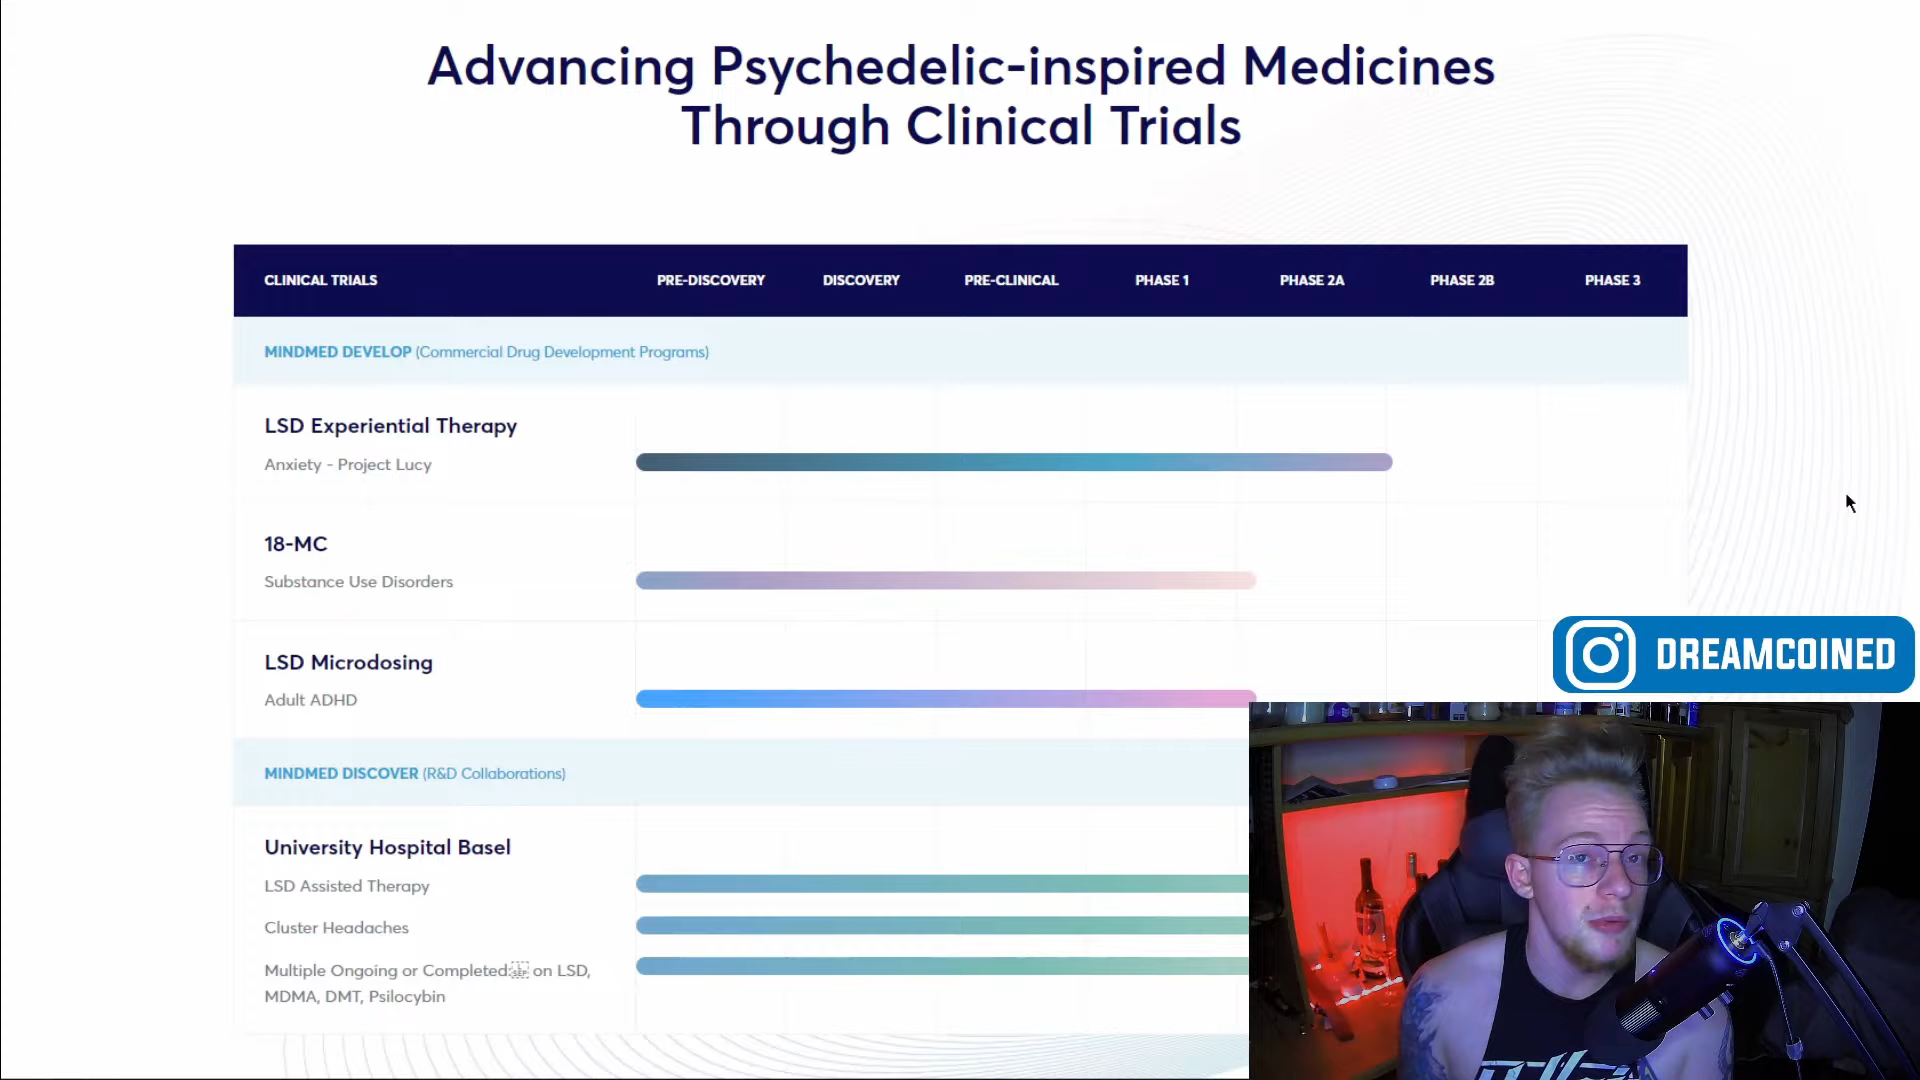 Advancing Psychedelic-inspired Medicines
Through Clinical Trials
CLINICAL TRIALS PRE-DISCOVERY DISCOVERY PRE-CLINICAL PHASE 1 PHASE 2A PHASE 2B PHASE 3
MINDMED DEVELOP (Commercial Drug Development Programs)
LSD Experiential Therapy
Anxiety - Project Lucy
18-MC
Substance Use Disorders
LSD Microdosing
Adult ADHD
DREAMCOINED
MINDMED DISCOVER (R&D Collaborations)
University Hospital Basel
LSD Assisted Therapy
Cluster Headaches
Multiple Ongoing or Completed: on LSD,
MDMA, DMT, Psilocybin